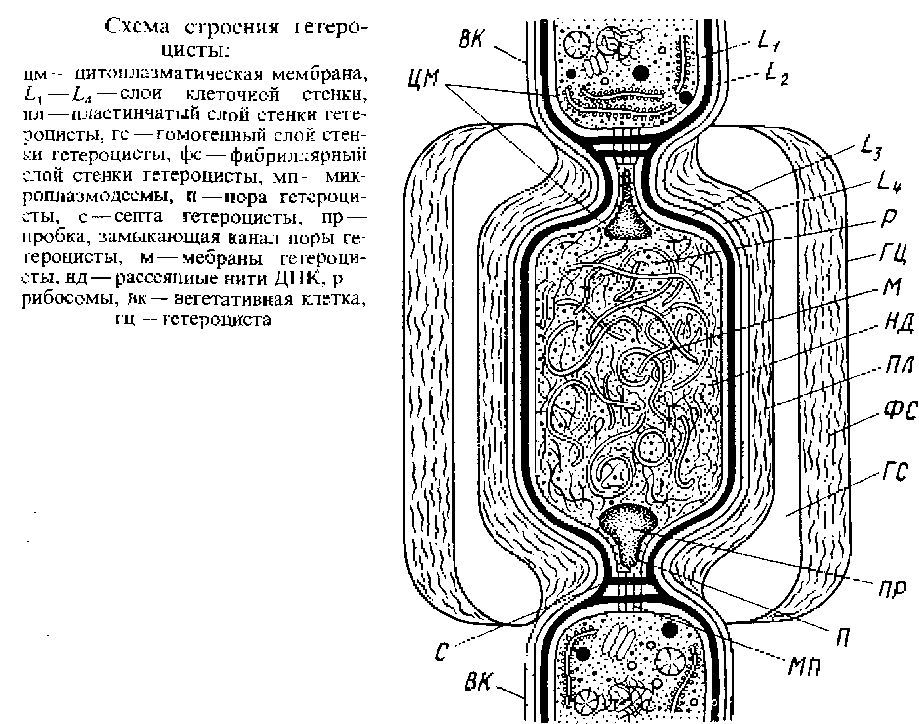 Схема строения гетеро-
цисты:
цм — цитоплазматическая мембрана,
L₁ — L₄ — слои клеточной стенки,
пл — пластинчатый слой стенки гете-
роцисты, гс — гомогенный слой стен-
ки гетероцисты, фс — фибриллярный
слой стенки гетероцисты, мп — мик-
роплазмодесмы, п — пора гетероци-
сты, с — септа гетероцисты, пр —
пробка, замыкающая канал поры ге-
тероцисты, м — мебраны гетероци-
сты, нд — рассеянные нити ДНК, р
рибосомы, вк — вегетативная клетка,
гц — гетероциста
ВК
ЦМ
L₁
L₂
L₃
L₄
Р
ГЦ
М
НД
ПЛ
ФС
ГС
ПР
П
МП
С
ВК